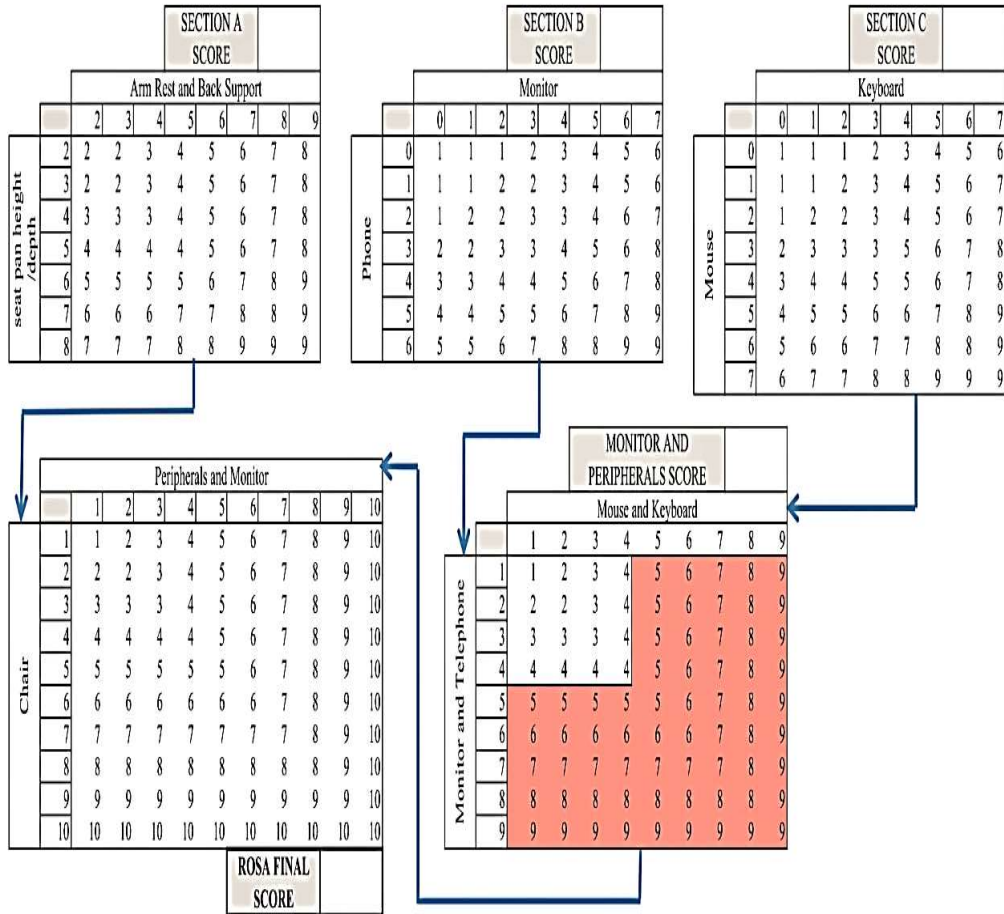 SECTION A
SCORE
Arm Rest and Back Support
2 3 4 5 6 7 8 9
seat pan height
/depth
2 2 2 3 4 5 6 7 8
3 2 2 3 4 5 6 7 8
4 3 3 3 4 5 6 7 8
5 4 4 4 4 5 6 7 8
6 5 5 5 5 6 7 8 9
7 6 6 6 7 7 8 8 9
8 7 7 7 8 8 9 9 9
SECTION B
SCORE
Monitor
0 1 2 3 4 5 6 7
Phone
0 1 1 1 2 3 4 5 6
1 1 1 2 2 3 4 5 6
2 1 2 2 3 3 4 6 7
3 2 2 3 3 4 5 6 8
4 3 3 4 4 5 6 7 8
5 4 4 5 5 6 7 8 9
6 5 5 6 7 8 8 9 9
SECTION C
SCORE
Keyboard
0 1 2 3 4 5 6 7
Mouse
0 1 1 1 2 3 4 5 6
1 1 1 2 3 4 5 6 7
2 1 2 2 3 4 5 6 7
3 2 3 3 3 5 6 7 8
4 3 4 4 5 5 6 7 8
5 4 5 5 6 6 7 8 9
6 5 6 6 7 7 8 8 9
7 6 7 7 8 8 9 9 9
Peripherals and Monitor
1 2 3 4 5 6 7 8 9 10
Chair
1 1 2 3 4 5 6 7 8 9 10
2 2 2 3 4 5 6 7 8 9 10
3 3 3 3 4 5 6 7 8 9 10
4 4 4 4 4 5 6 7 8 9 10
5 5 5 5 5 5 6 7 8 9 10
6 6 6 6 6 6 6 7 8 9 10
7 7 7 7 7 7 7 7 8 9 10
8 8 8 8 8 8 8 8 8 9 10
9 9 9 9 9 9 9 9 9 9 10
10 10 10 10 10 10 10 10 10 10 10
ROSA FINAL
SCORE
MONITOR AND
PERIPHERALS SCORE
Mouse and Keyboard
1 2 3 4 5 6 7 8 9
Monitor and Telephone
1 1 2 3 4 5 6 7 8 9
2 2 2 3 4 5 6 7 8 9
3 3 3 3 4 5 6 7 8 9
4 4 4 4 4 5 6 7 8 9
5 5 5 5 5 5 6 7 8 9
6 6 6 6 6 6 6 7 8 9
7 7 7 7 7 7 7 7 8 9
8 8 8 8 8 8 8 8 8 9
9 9 9 9 9 9 9 9 9 9